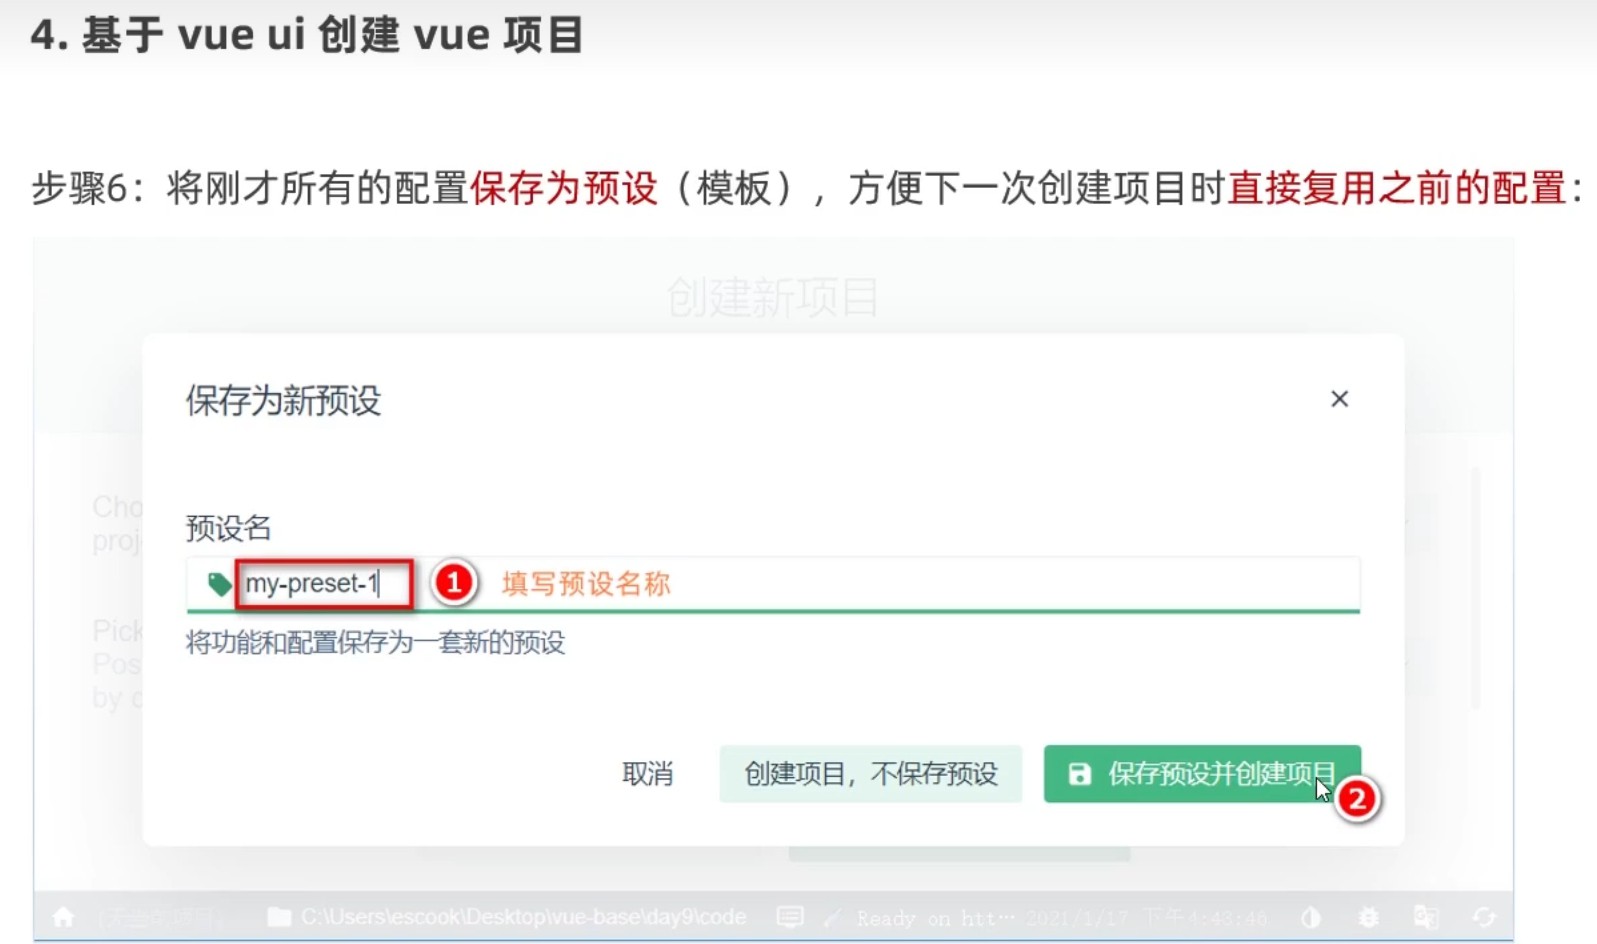 4. 基于 vue ui 创建 vue 项目
步骤6：将刚才所有的配置保存为预设（模板），方便下一次创建项目时直接复用之前的配置：
创建新项目
保存为新预设
Cho
proj
预设名
my-preset-1 1 填写预设名称
将功能和配置保存为一套新的预设
Pick
Pos
by c
取消 创建项目，不保存预设 保存预设并创建项目 2
C:\Users\escook\Desktop\vue-base\day9\code Ready on htt··· 2021/1/17 下午4:43:46